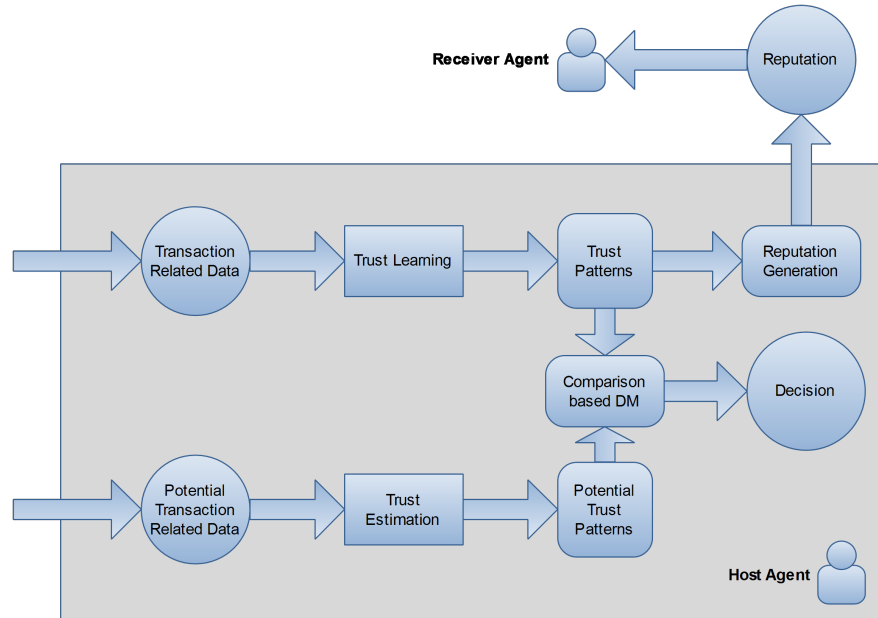 Receiver Agent
Reputation
Transaction
Related Data
Trust Learning
Trust
Patterns
Reputation
Generation
Comparison
based DM
Decision
Potential
Transaction
Related Data
Trust
Estimation
Potential
Trust
Patterns
Host Agent